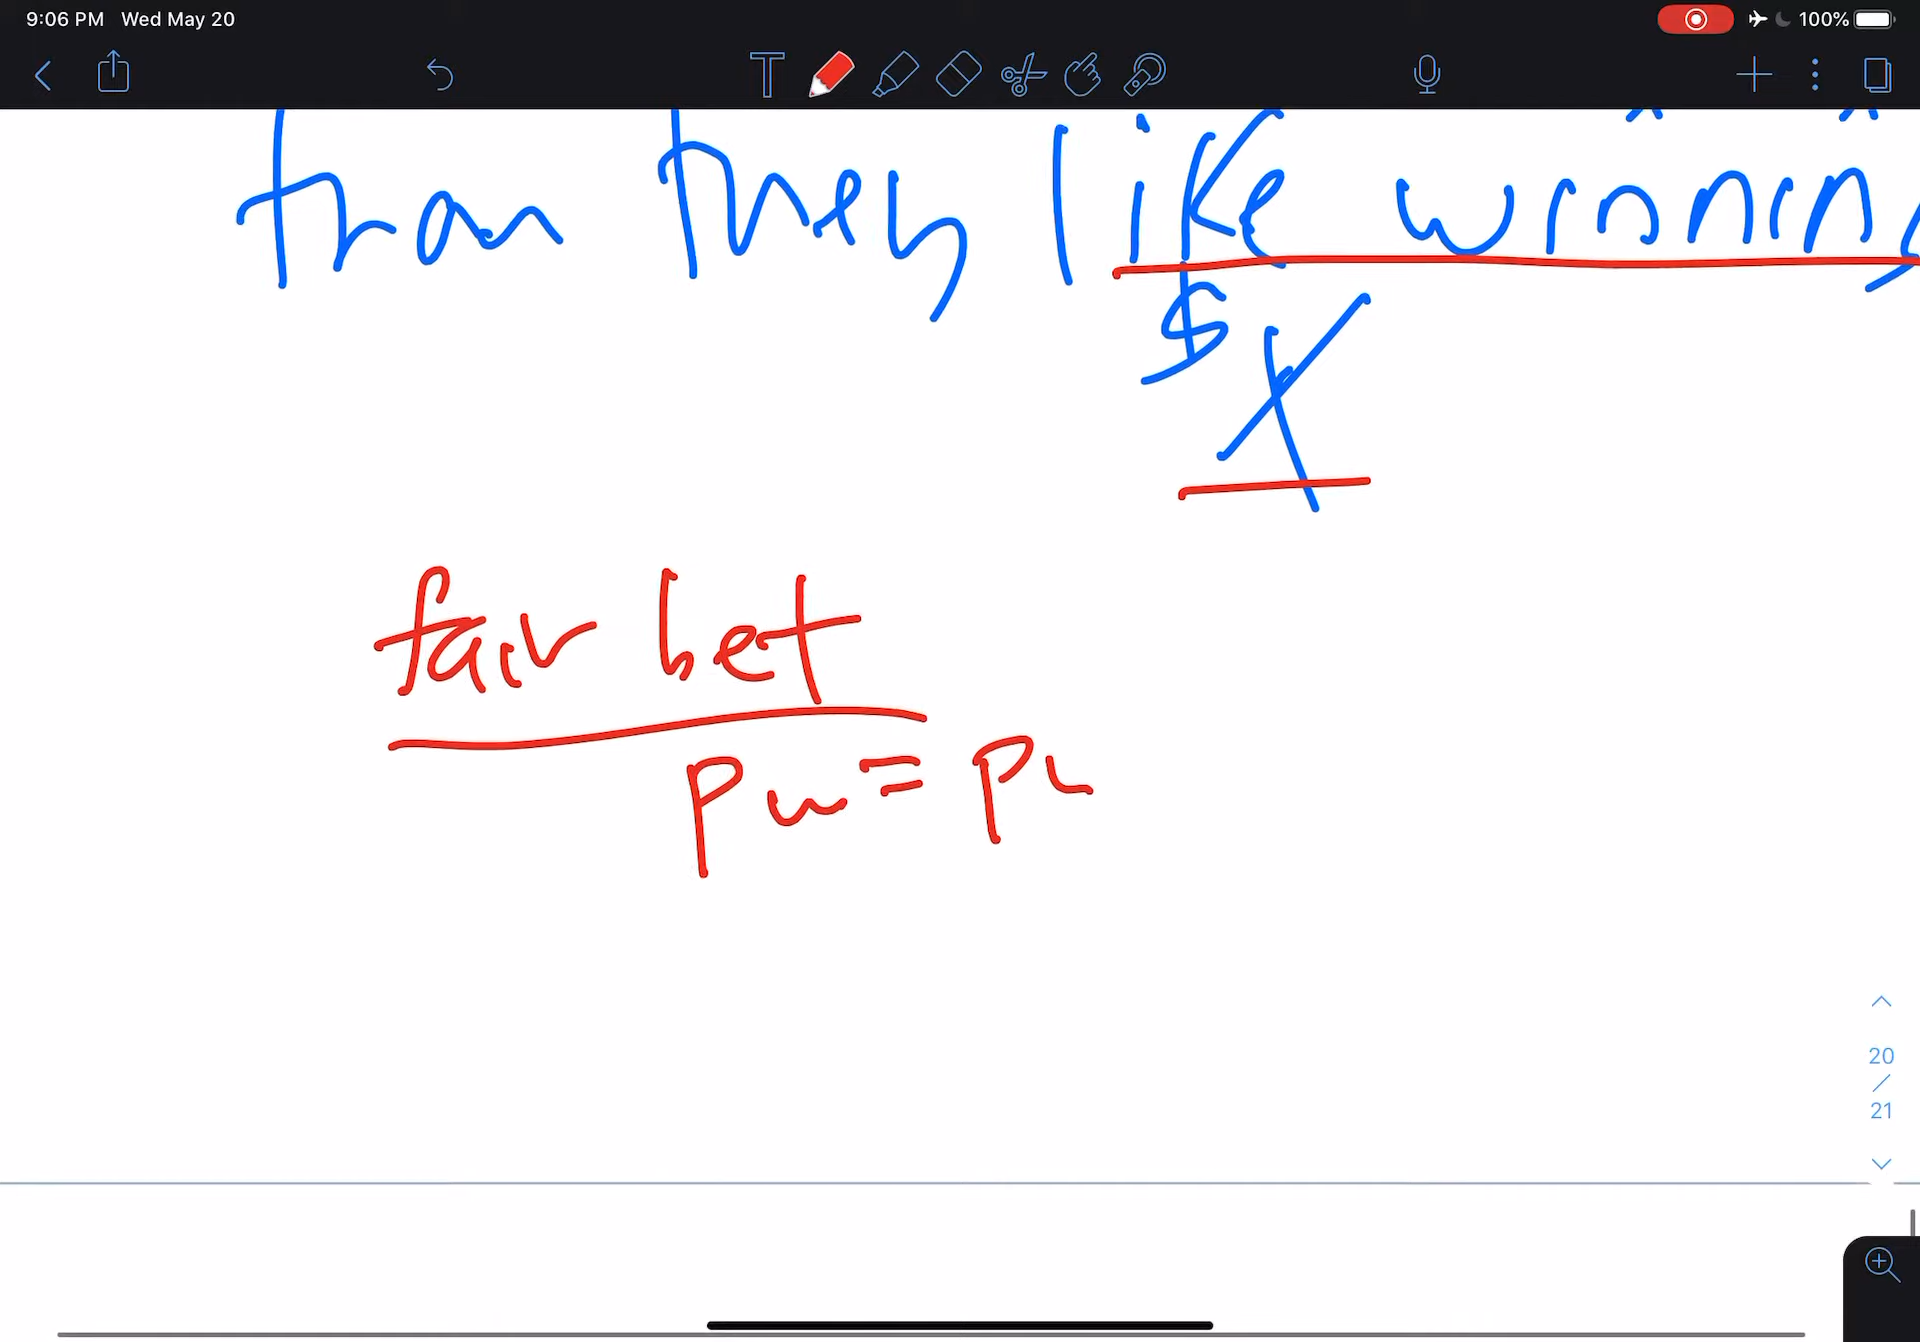 9:06 PM Wed May 20
100%
than they like winning
$X
fair bet
Pw = PL
20
/
21